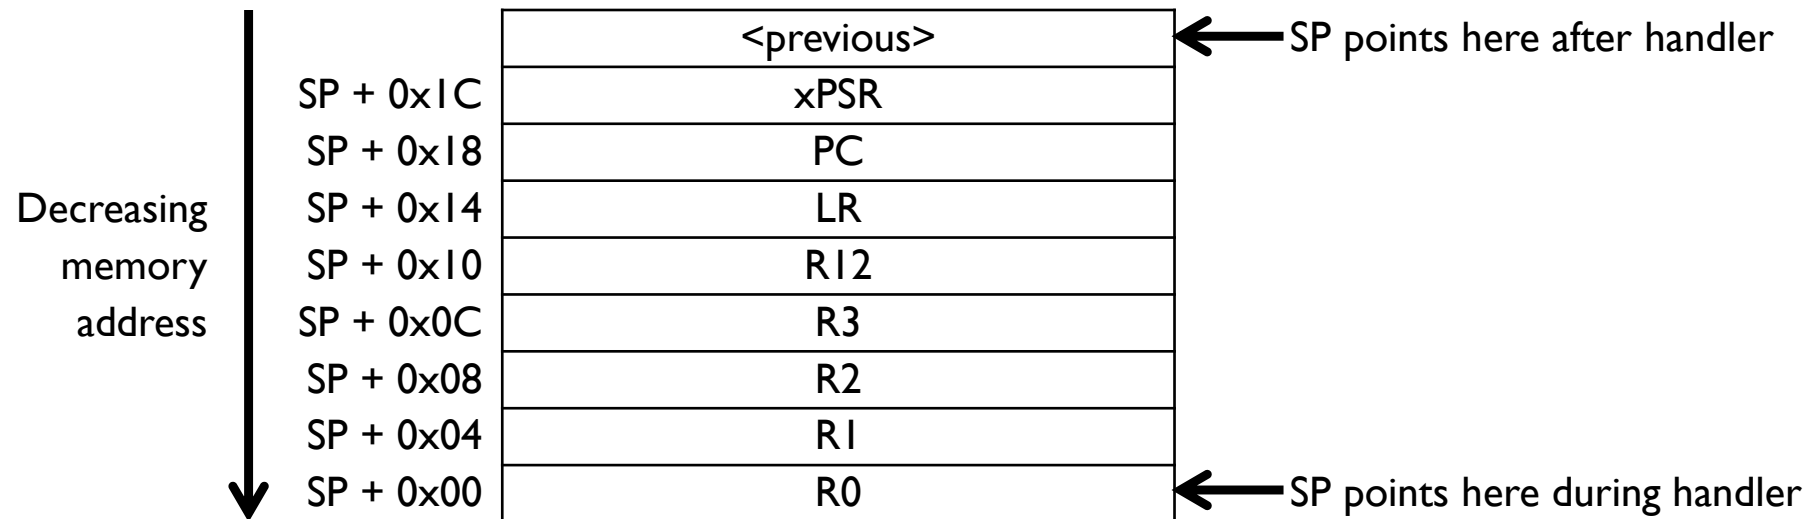 <previous>
SP points here after handler
SP + 0x1C
xPSR
SP + 0x18
PC
Decreasing
memory
address
SP + 0x14
LR
SP + 0x10
R12
SP + 0x0C
R3
SP + 0x08
R2
SP + 0x04
R1
SP + 0x00
R0
SP points here during handler